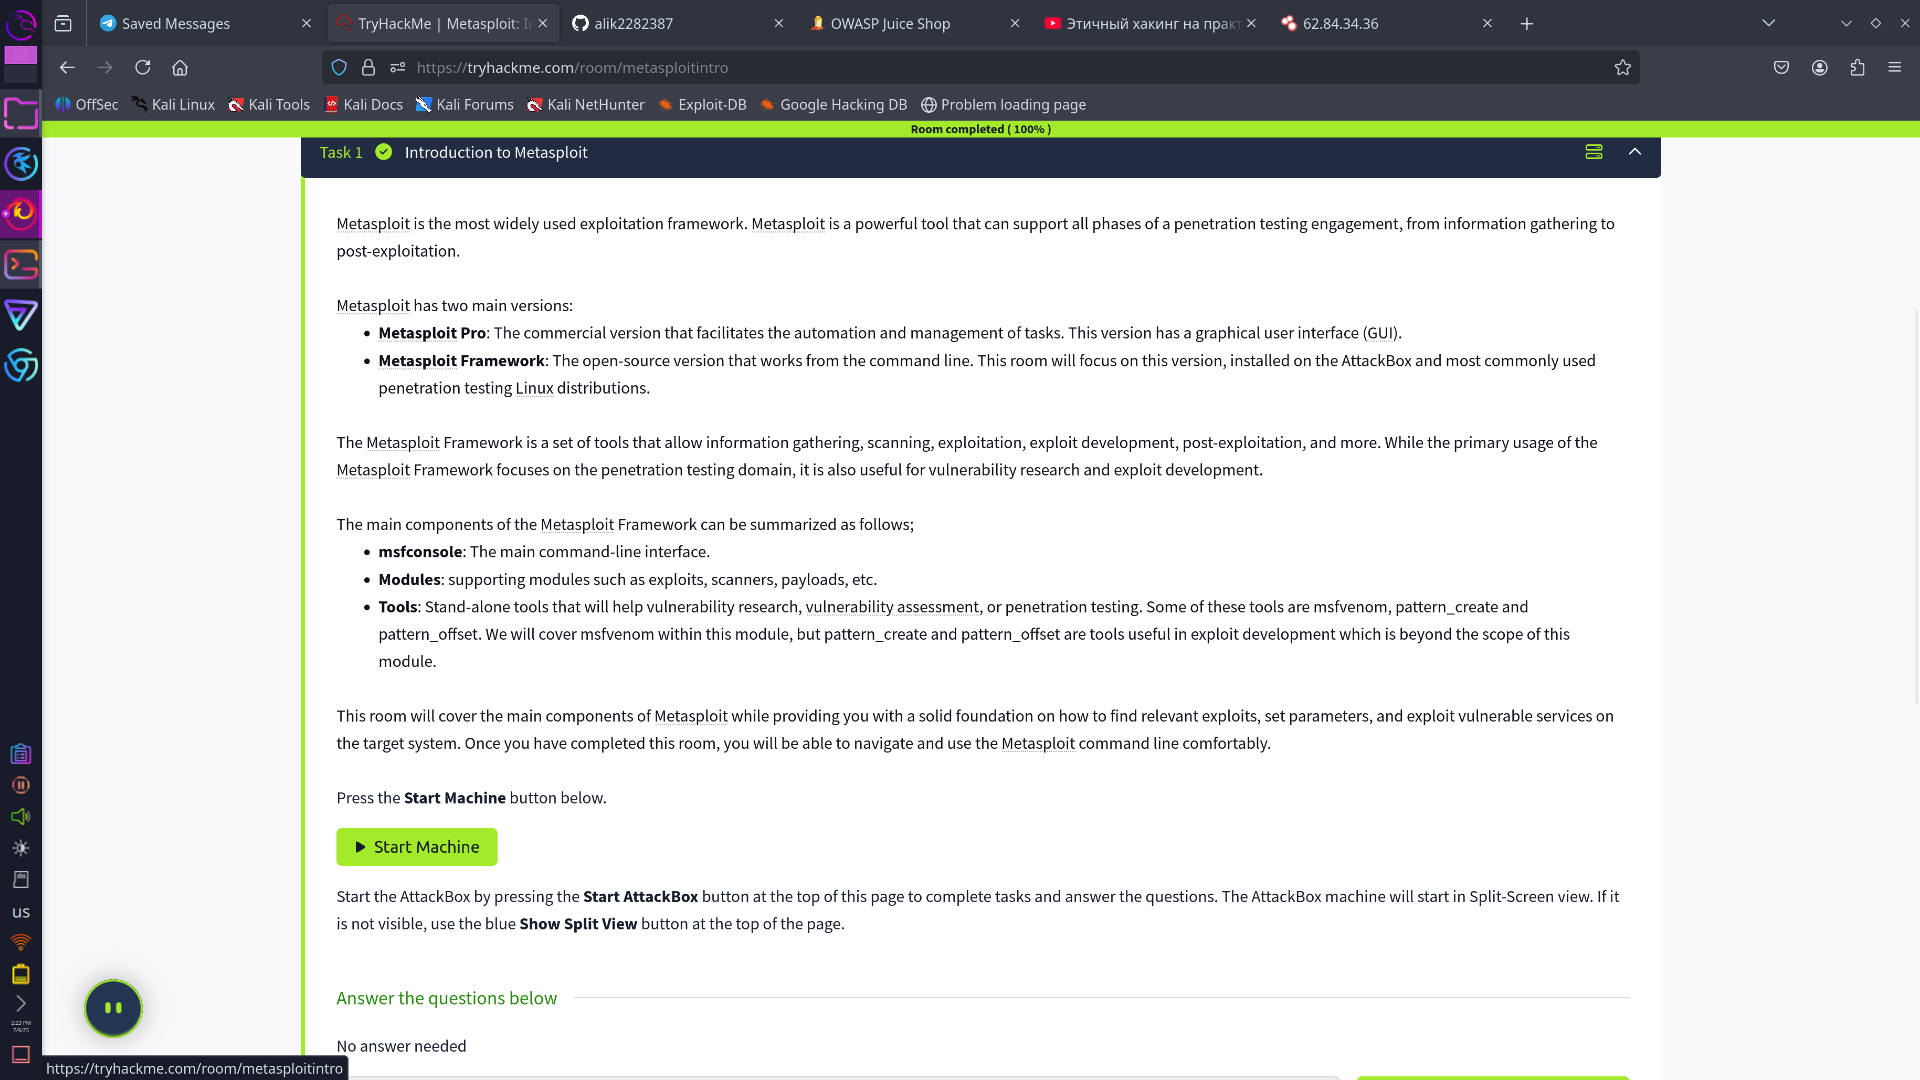 Saved Messages
TryHackMe | Metasploit: I
alik2282387
OWASP Juice Shop
Этичный хакинг на прак
62.84.34.36
https://tryhackme.com/room/metasploitintro
OffSec
Kali Linux
Kali Tools
Kali Docs
Kali Forums
Kali NetHunter
Exploit-DB
Google Hacking DB
Problem loading page
Room completed ( 100% )
Task 1
Introduction to Metasploit
Metasploit is the most widely used exploitation framework. Metasploit is a powerful tool that can support all phases of a penetration testing engagement, from information gathering to
post-exploitation.
Metasploit has two main versions:
• Metasploit Pro: The commercial version that facilitates the automation and management of tasks. This version has a graphical user interface (GUI).
• Metasploit Framework: The open-source version that works from the command line. This room will focus on this version, installed on the AttackBox and most commonly used
penetration testing Linux distributions.
The Metasploit Framework is a set of tools that allow information gathering, scanning, exploitation, exploit development, post-exploitation, and more. While the primary usage of the
Metasploit Framework focuses on the penetration testing domain, it is also useful for vulnerability research and exploit development.
The main components of the Metasploit Framework can be summarized as follows;
• msfconsole: The main command-line interface.
• Modules: supporting modules such as exploits, scanners, payloads, etc.
• Tools: Stand-alone tools that will help vulnerability research, vulnerability assessment, or penetration testing. Some of these tools are msfvenom, pattern_create and
pattern_offset. We will cover msfvenom within this module, but pattern_create and pattern_offset are tools useful in exploit development which is beyond the scope of this
module.
This room will cover the main components of Metasploit while providing you with a solid foundation on how to find relevant exploits, set parameters, and exploit vulnerable services on
the target system. Once you have completed this room, you will be able to navigate and use the Metasploit command line comfortably.
Press the Start Machine button below.
Start Machine
Start the AttackBox by pressing the Start AttackBox button at the top of this page to complete tasks and answer the questions. The AttackBox machine will start in Split-Screen view. If it
is not visible, use the blue Show Split View button at the top of the page.
Answer the questions below
No answer needed
us
2:23 PM
7/9/25
https://tryhackme.com/room/metasploitintro